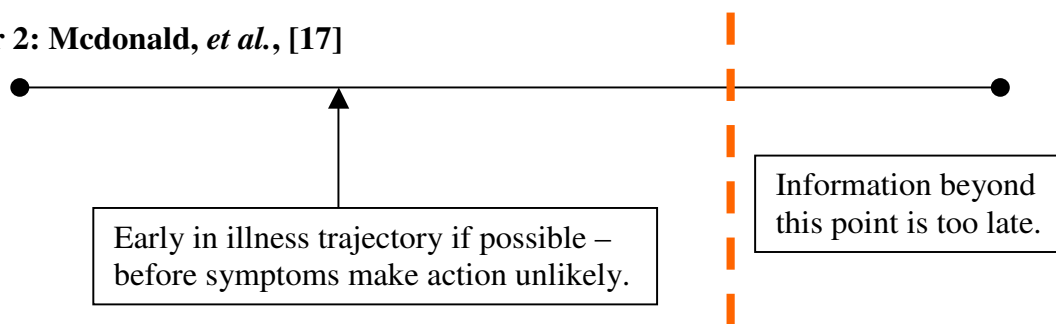 2: Mcdonald, et al., [17]
Early in illness trajectory if possible –
before symptoms make action unlikely.
Information beyond
this point is too late.